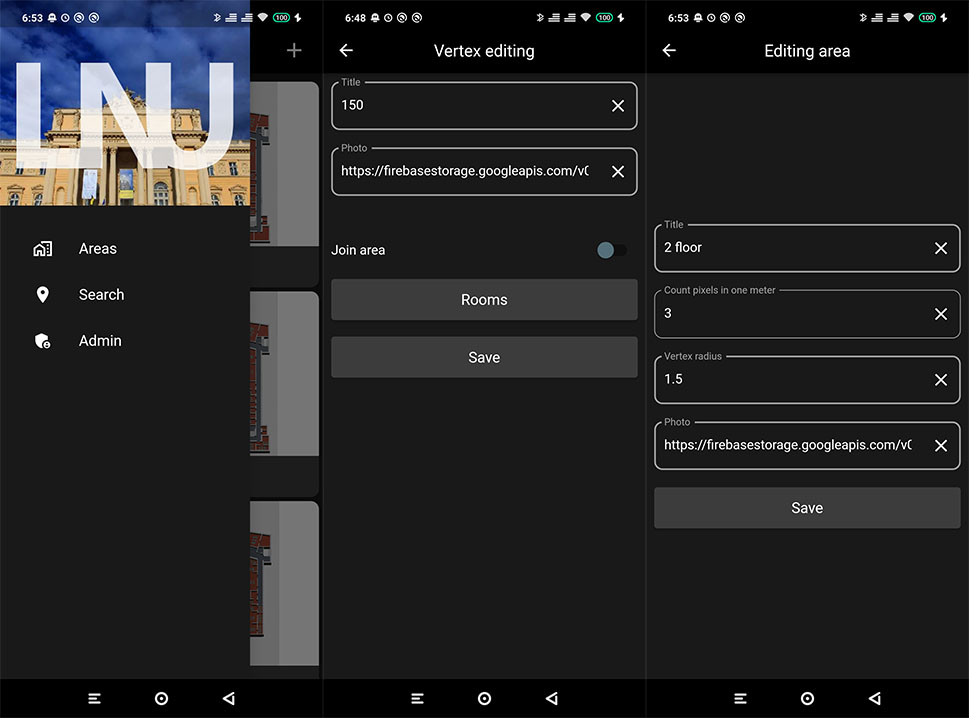 6:53
100
LNU
Areas
Search
Admin
6:48
100
Vertex editing
Title
150
Photo
https://firebasestorage.googleapis.com/v0
Join area
Rooms
Save
6:53
100
Editing area
Title
2 floor
Count pixels in one meter
3
Vertex radius
1.5
Photo
https://firebasestorage.googleapis.com/v0
Save